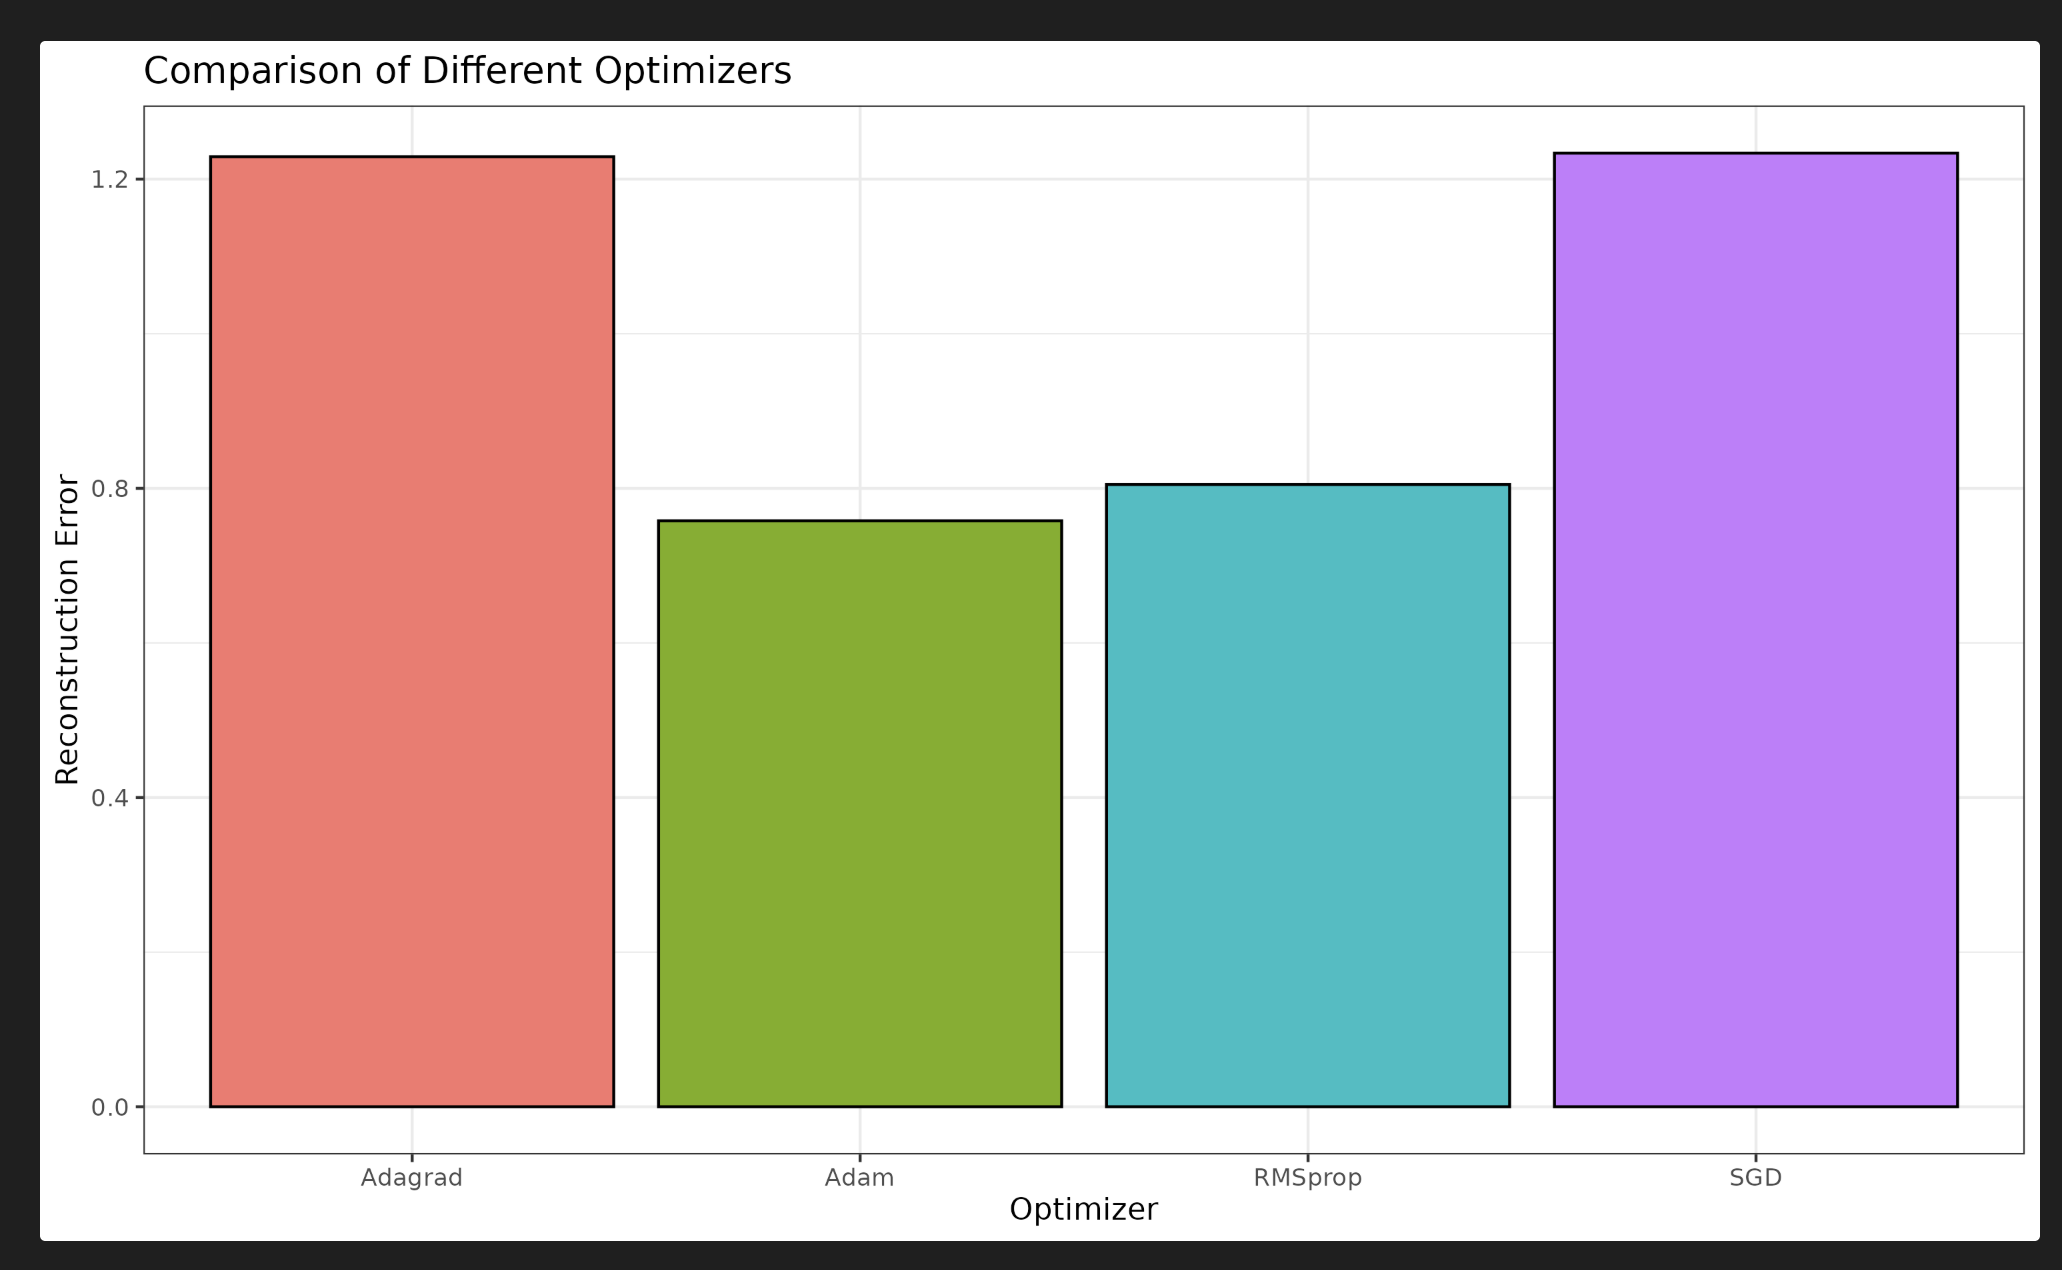 Comparison of Different Optimizers
Reconstruction Error
1.2
0.8
0.4
0.0
Adagrad Adam RMSprop SGD
Optimizer